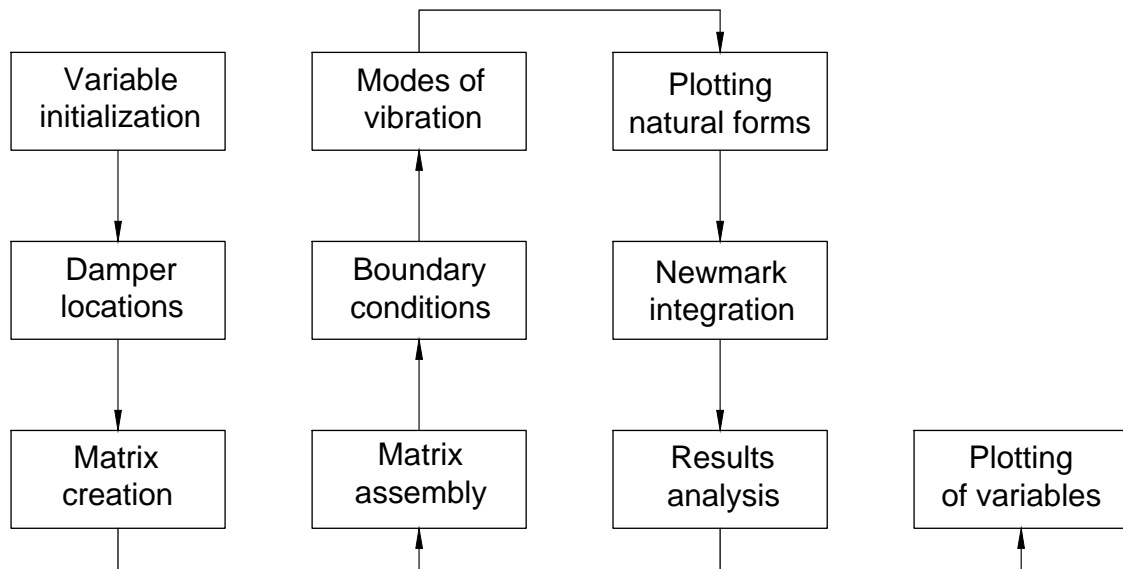 Variable
initialization
Damper
locations
Matrix
creation
Matrix
assembly
Boundary
conditions
Modes of
vibration
Plotting
natural forms
Newmark
integration
Results
analysis
Plotting
of variables